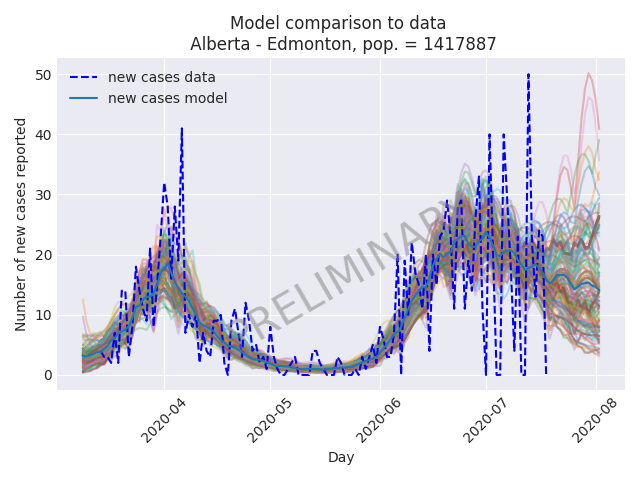 Model comparison to data
Alberta - Edmonton, pop. = 1417887
new cases data
new cases model
PRELIMINARY
Number of new cases reported
50
40
30
20
10
0
2020-04
2020-05
2020-06
2020-07
2020-08
Day